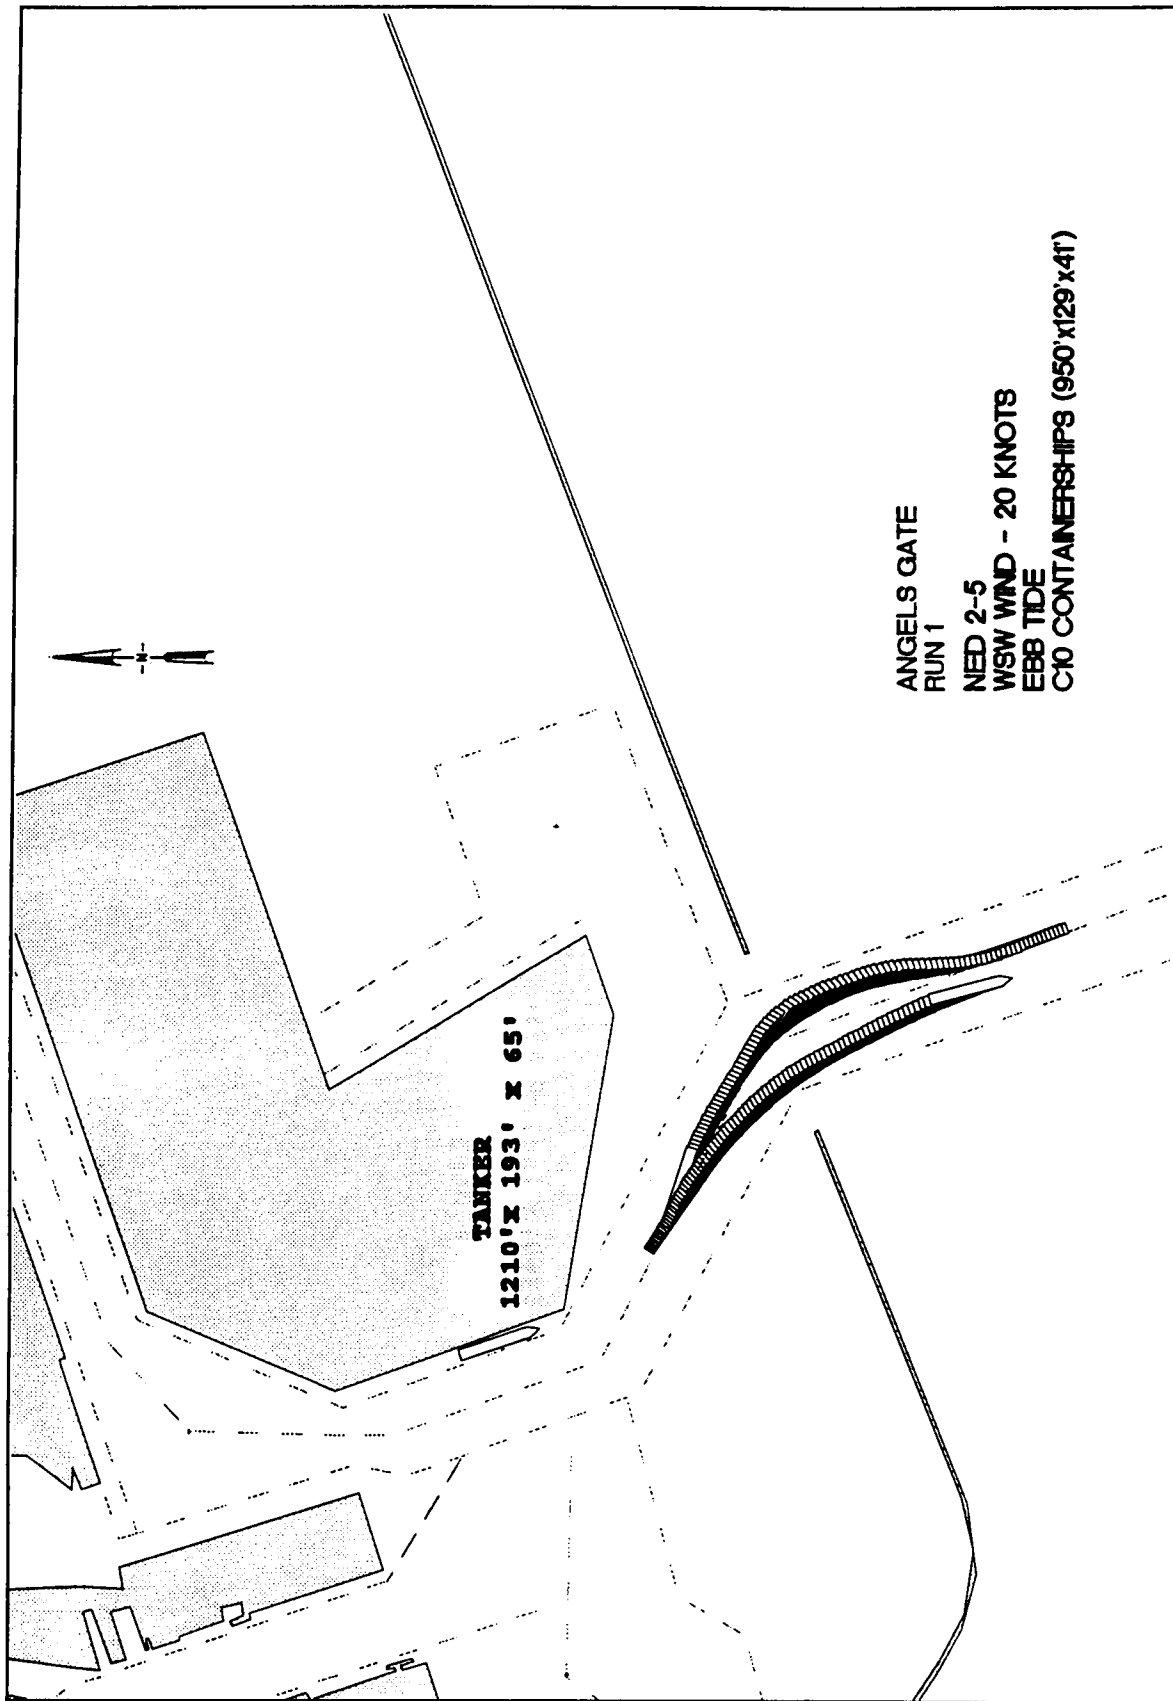 -N-
TANKER
1210'x 193' x 65'
ANGELS GATE
RUN 1
NED 2-5
WSW WIND - 20 KNOTS
EBB TIDE
C10 CONTAINERSHIPS (950'x129'x41')